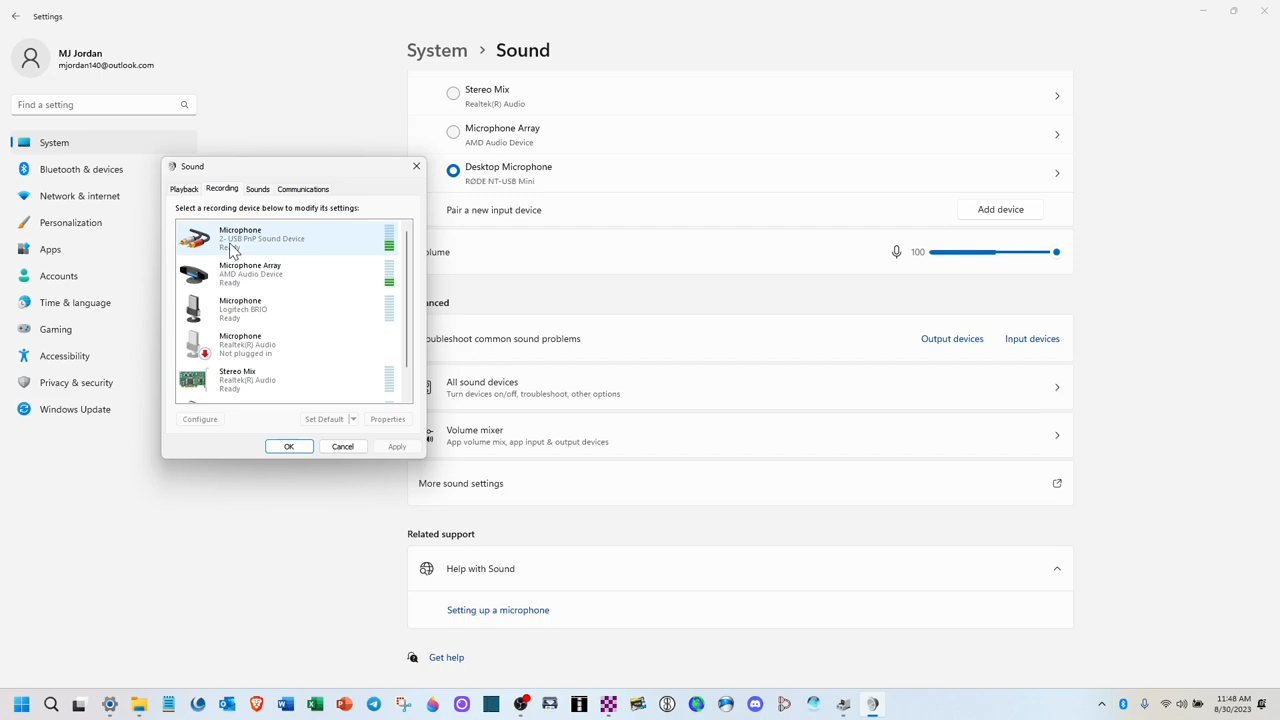 Settings
MJ Jordan
mjordan140@outlook.com
Find a setting
System
Bluetooth & devices
Network & internet
Personalization
Apps
Accounts
Time & language
Gaming
Accessibility
Privacy & security
Windows Update
System > Sound
Stereo Mix
Realtek(R) Audio
Microphone Array
AMD Audio Device
Desktop Microphone
RØDE NT-USB Mini
Pair a new input device
Add device
olume
100
anced
oubleshoot common sound problems
Output devices
Input devices
All sound devices
Turn devices on/off, troubleshoot, other options
Volume mixer
App volume mix, app input & output devices
More sound settings
Related support
Help with Sound
Setting up a microphone
Get help
Sound
Playback
Recording
Sounds
Communications
Select a recording device below to modify its settings:
Microphone
2- USB PnP Sound Device
Ready
Microphone Array
AMD Audio Device
Ready
Microphone
Logitech BRIO
Ready
Microphone
Realtek(R) Audio
Not plugged in
Stereo Mix
Realtek(R) Audio
Ready
Configure
Set Default
Properties
OK
Cancel
Apply
11:48 AM
8/30/2023